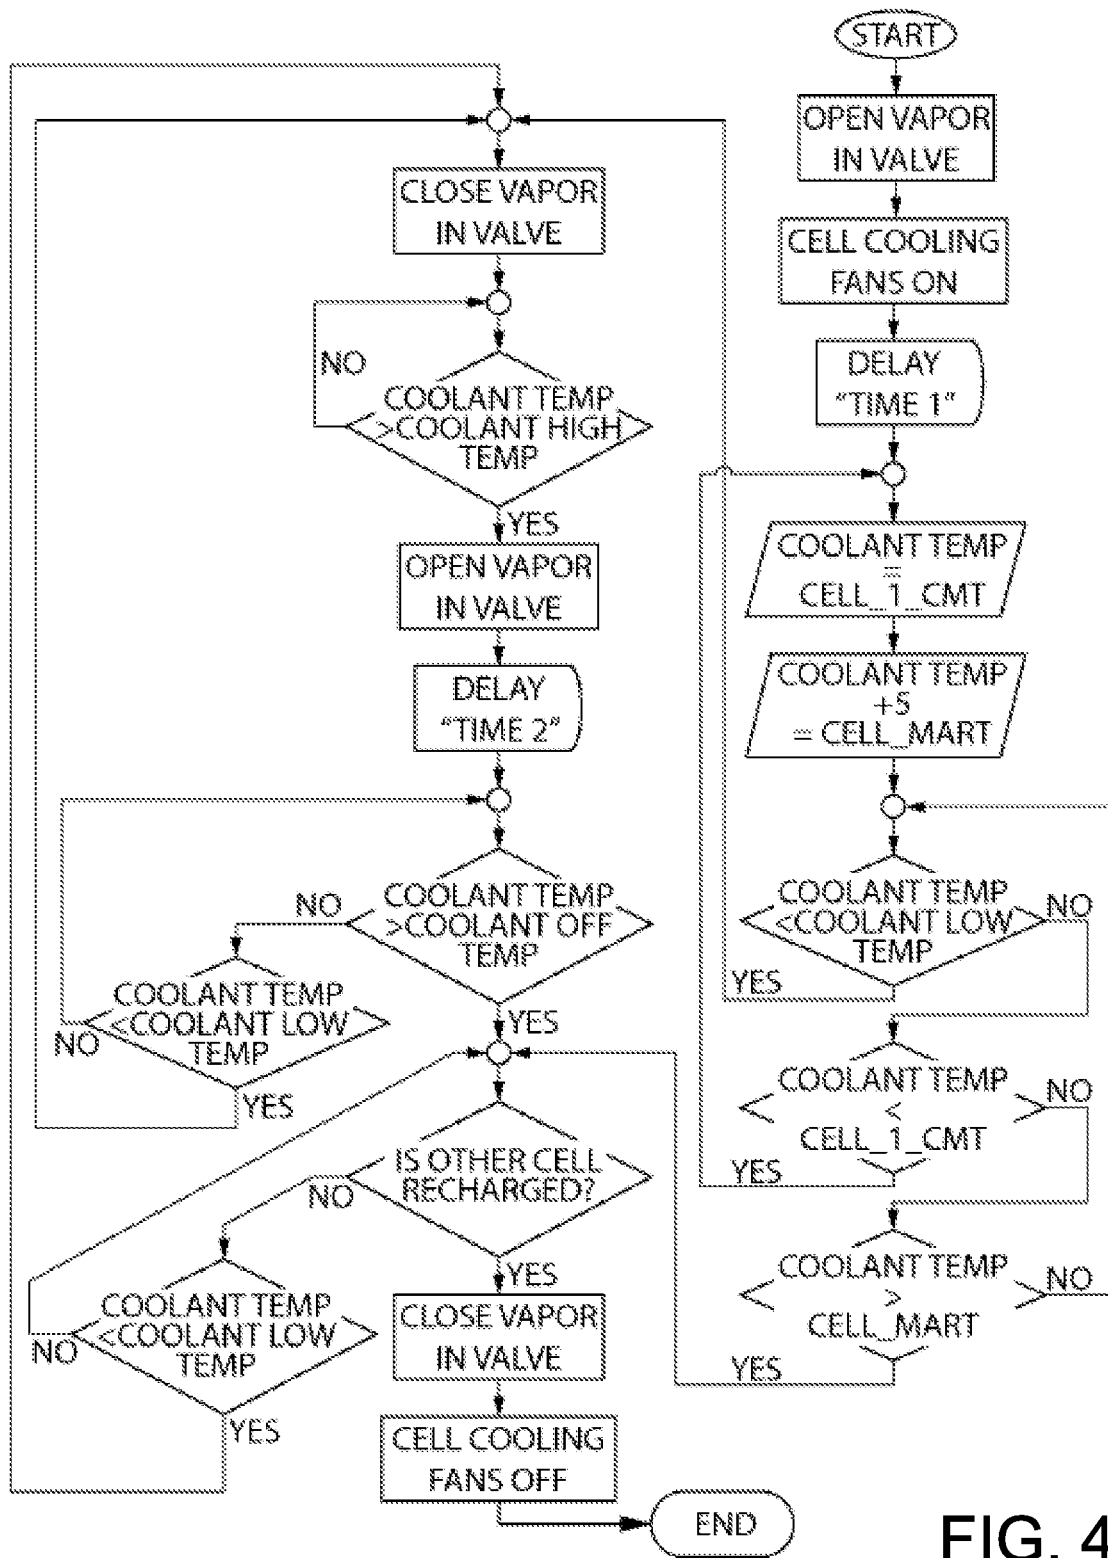 START
OPEN VAPOR
IN VALVE
CELL COOLING
FANS ON
DELAY
"TIME 1"
COOLANT TEMP
=
CELL_1_CMT
COOLANT TEMP
+5
= CELL_MART
COOLANT TEMP
<COOLANT LOW
TEMP
NO
YES
COOLANT TEMP
<
CELL_1_CMT
NO
YES
COOLANT TEMP
>
CELL_MART
NO
YES
CLOSE VAPOR
IN VALVE
NO
COOLANT TEMP
>COOLANT HIGH
TEMP
YES
OPEN VAPOR
IN VALVE
DELAY
"TIME 2"
NO
COOLANT TEMP
>COOLANT OFF
TEMP
YES
COOLANT TEMP
<COOLANT LOW
TEMP
NO
YES
IS OTHER CELL
RECHARGED?
NO
YES
COOLANT TEMP
<COOLANT LOW
TEMP
NO
YES
CLOSE VAPOR
IN VALVE
CELL COOLING
FANS OFF
END
FIG. 4